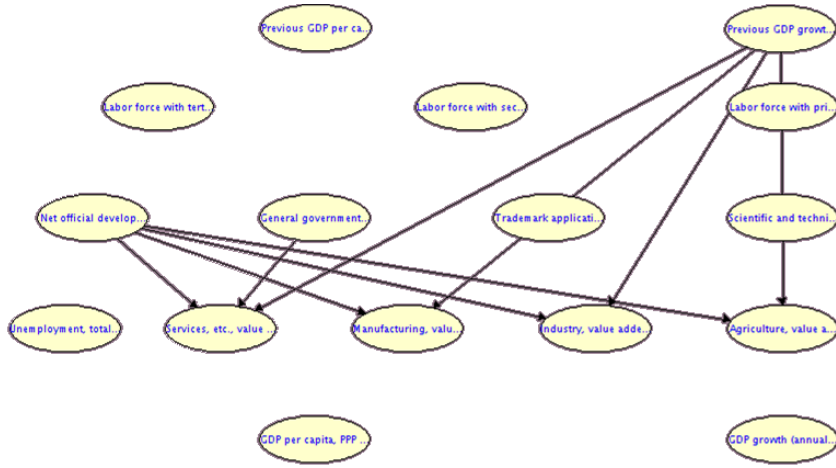 Previous GDP per ca...
Previous GDP growt...
Labor force with tert...
Labor force with sec...
Labor force with pri...
Net official develop...
General government...
Trademark applicati...
Scientific and techni...
Unemployment, total...
Services, etc., value ...
Manufacturing, valu...
Industry, value adde...
Agriculture, value a...
GDP per capita, PPP ...
GDP growth (annual...